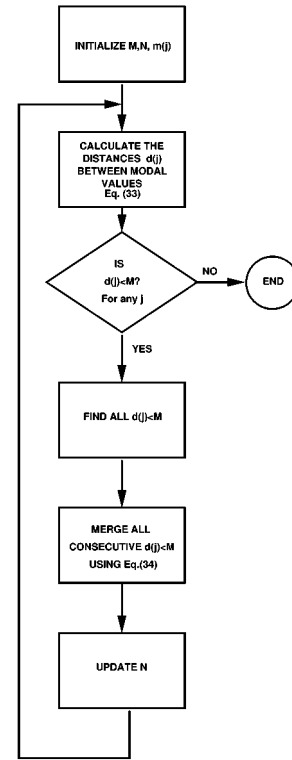 INITIALIZE M,N, m(j)
CALCULATE THE
DISTANCES d(j)
BETWEEN MODAL
VALUES
Eq. (33)
IS
d(j)<M?
For any j
NO
END
YES
FIND ALL d(j)<M
MERGE ALL
CONSECUTIVE d(j)<M
USING Eq.(34)
UPDATE N